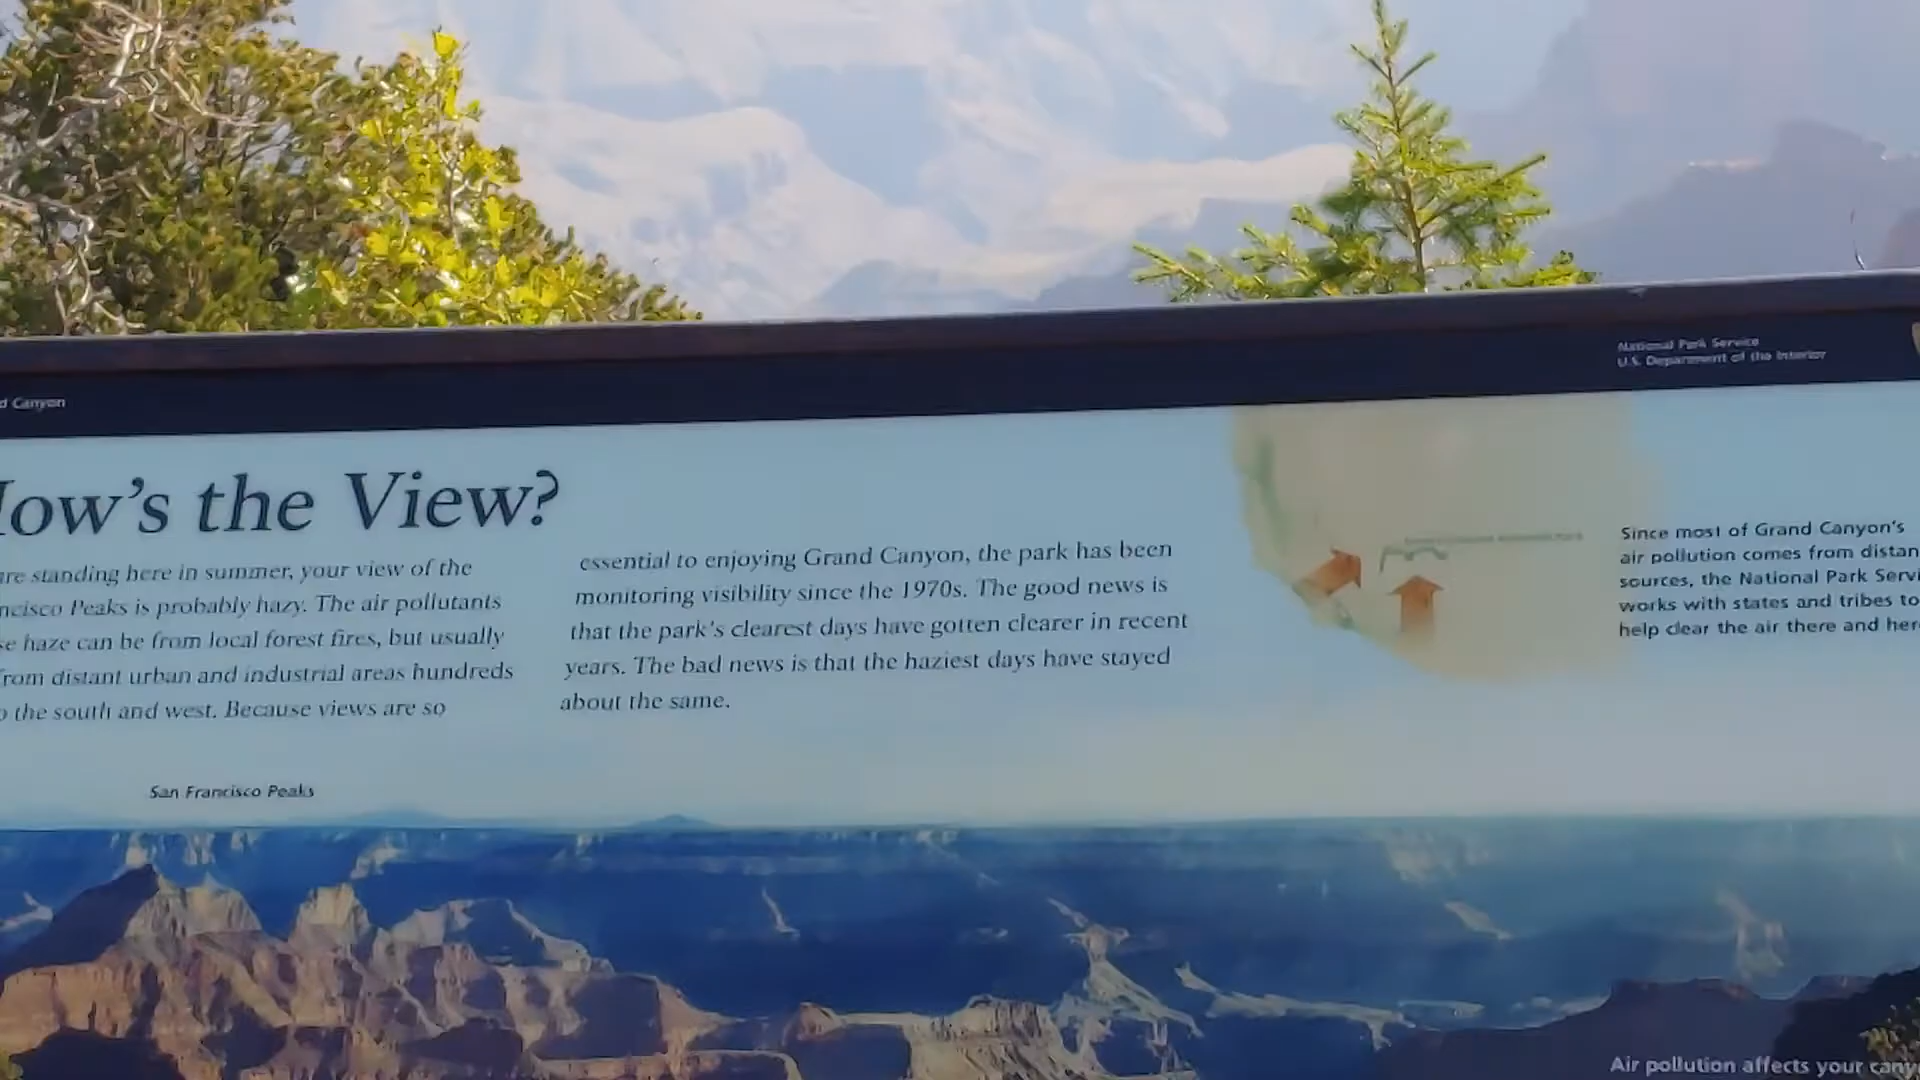 d Canyon
National Park Service
U.S. Department of the Interior
How's the View?
are standing here in summer, your view of the
ncisco Peaks is probably hazy. The air pollutants
se haze can be from local forest fires, but usually
from distant urban and industrial areas hundreds
o the south and west. Because views are so
essential to enjoying Grand Canyon, the park has been
monitoring visibility since the 1970s. The good news is
that the park's clearest days have gotten clearer in recent
years. The bad news is that the haziest days have stayed
about the same.
Since most of Grand Canyon's
air pollution comes from distan
sources, the National Park Servi
works with states and tribes to
help clear the air there and here
San Francisco Peaks
Air pollution affects your cany